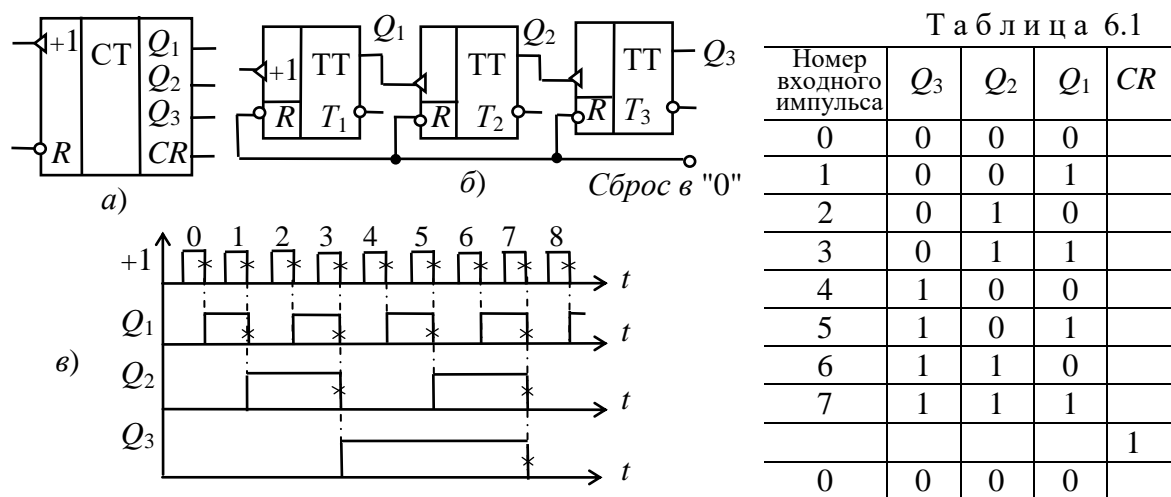 +1 CT Q1
Q2
Q3
R CR
а)
Q1 Q2 Q3
+1 TT TT TT
R T1 R T2 R T3
б) Сброс в "0"
0 1 2 3 4 5 6 7 8
+1 t
Q1 t
в)
Q2 t
Q3 t
Таблица 6.1
Номер входного импульса Q3 Q2 Q1 CR
0 0 0 0
1 0 0 1
2 0 1 0
3 0 1 1
4 1 0 0
5 1 0 1
6 1 1 0
7 1 1 1
1
0 0 0 0